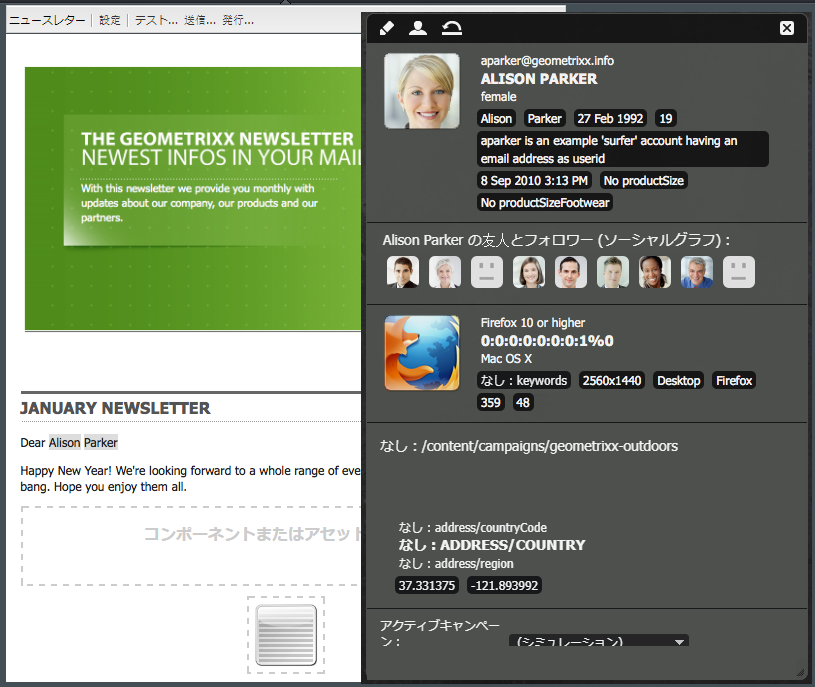 ニュースレター 設定 テスト... 送信... 発行...
THE GEOMETRIXX NEWSLETTER
NEWEST INFOS IN YOUR MAIL
With this newsletter we provide you monthly with
updates about our company, our products and our
partners.
JANUARY NEWSLETTER
Dear Alison Parker
Happy New Year! We're looking forward to a whole range of eve
bang. Hope you enjoy them all.
コンポーネントまたはアセット
aparker@geometrixx.info
ALISON PARKER
female
Alison Parker 27 Feb 1992 19
aparker is an example 'surfer' account having an
email address as userid
8 Sep 2010 3:13 PM No productSize
No productSizeFootwear
Alison Parker の友人とフォロワー (ソーシャルグラフ) :
Firefox 10 or higher
0:0:0:0:0:0:0:1%0
Mac OS X
なし : keywords 2560x1440 Desktop Firefox
359 48
なし : /content/campaigns/geometrixx-outdoors
なし : address/countryCode
なし : ADDRESS/COUNTRY
なし : address/region
37.331375 -121.893992
アクティブキャンペー
ン : (シミュレーション)